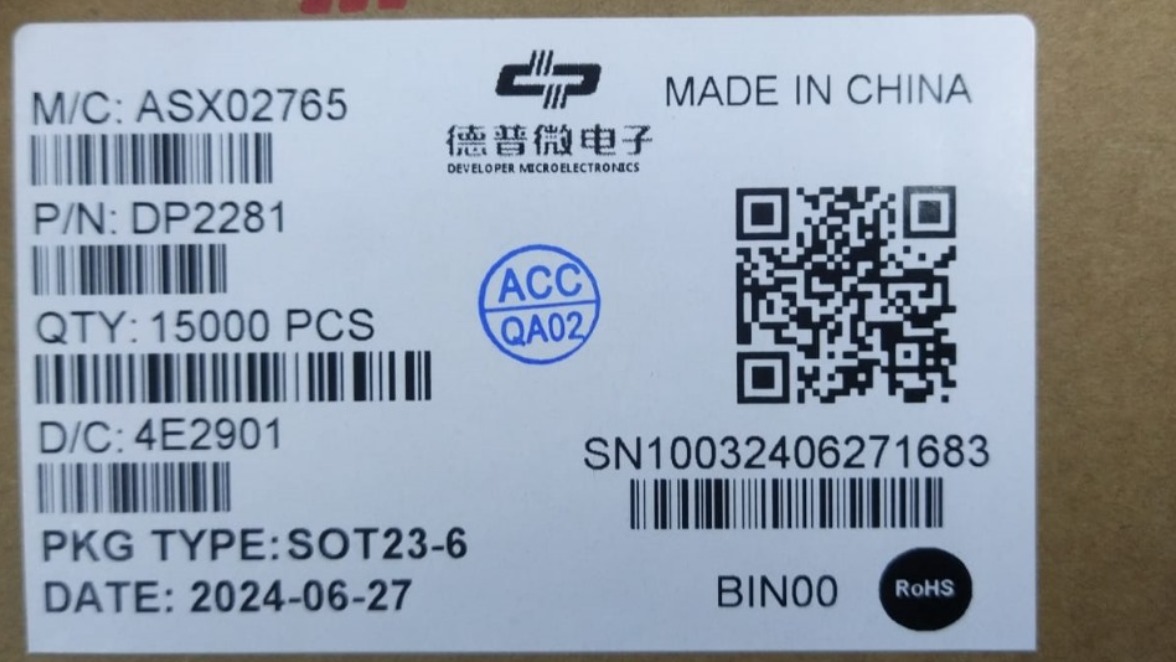 M/C: ASX02765
德普微电子
DEVELOPER MICROELECTRONICS
MADE IN CHINA
P/N: DP2281
ACC
QA02
QTY: 15000 PCS
D/C: 4E2901
SN10032406271683
PKG TYPE:SOT23-6
DATE: 2024-06-27
BIN00
RoHS